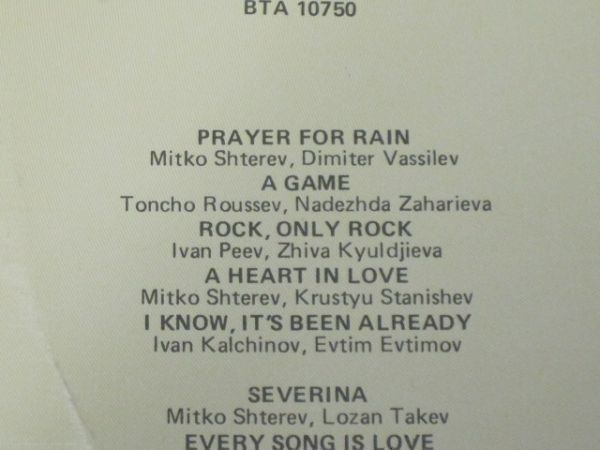 BTA 10750
PRAYER FOR RAIN
Mitko Shterev, Dimiter Vassilev
A GAME
Toncho Roussev, Nadezhda Zaharieva
ROCK, ONLY ROCK
Ivan Peev, Zhiva Kyuldjieva
A HEART IN LOVE
Mitko Shterev, Krustyu Stanishev
I KNOW, IT'S BEEN ALREADY
Ivan Kalchinov, Evtim Evtimov
SEVERINA
Mitko Shterev, Lozan Takev
EVERY SONG IS LOVE